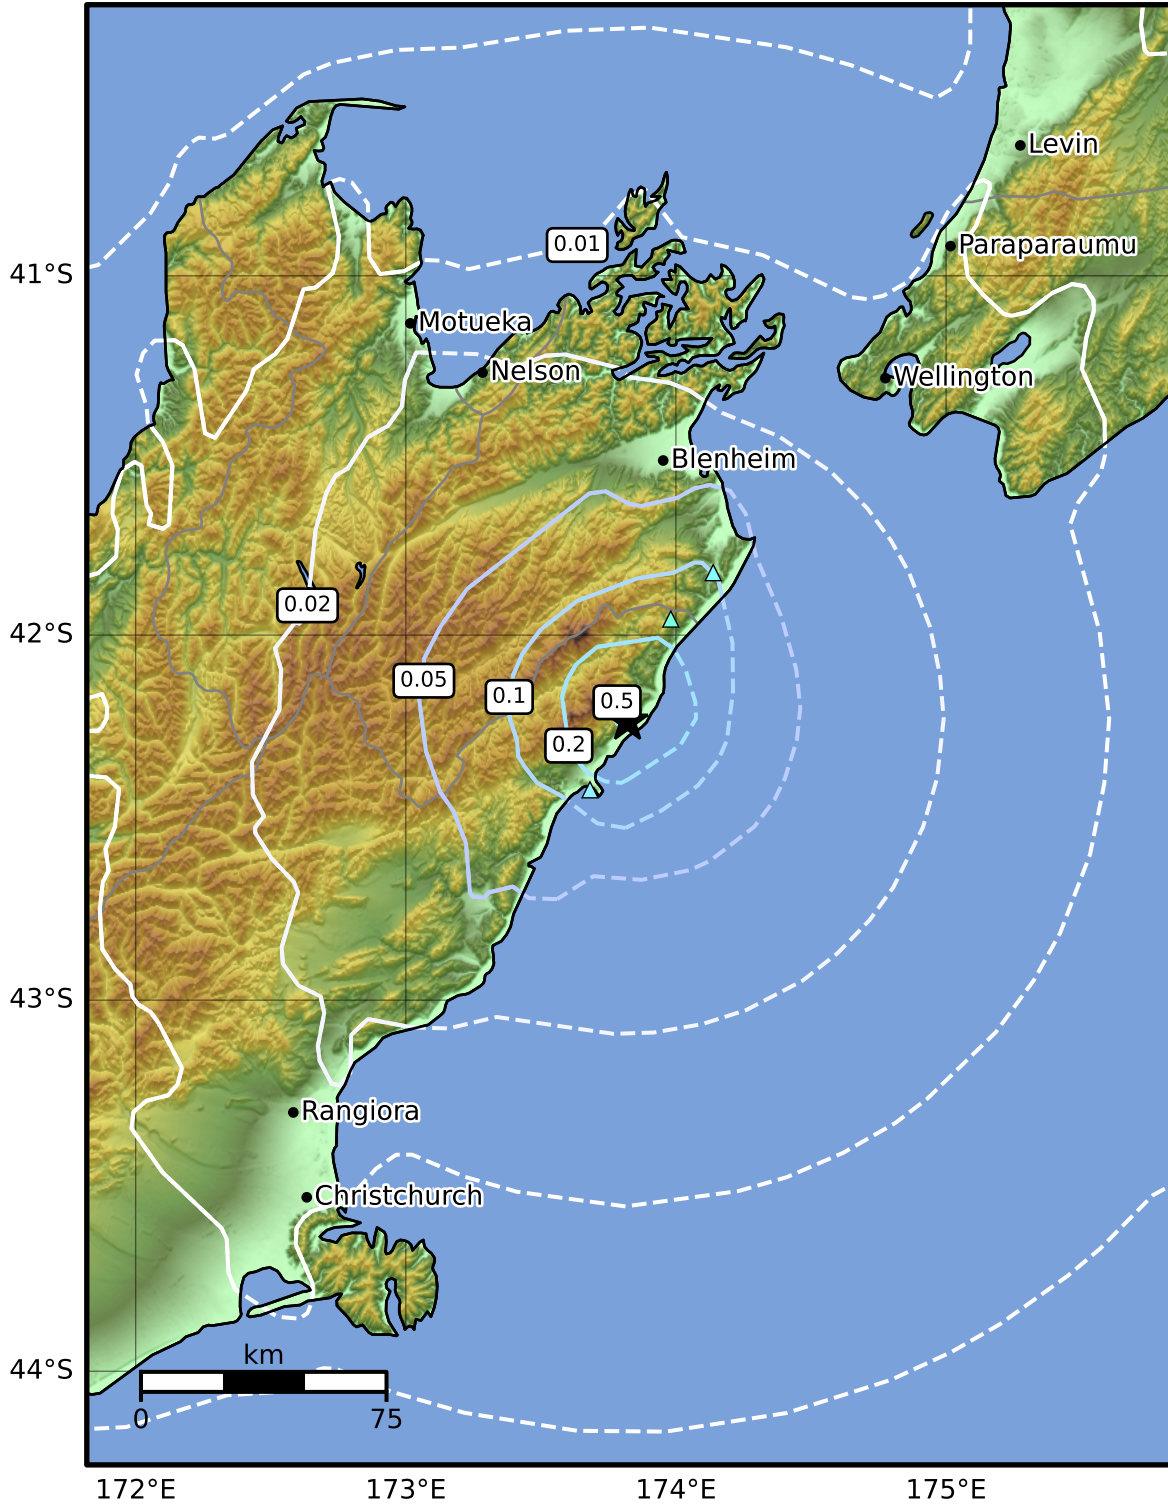 Levin
0.01
Paraparaumu
41°S
Motueka
Nelson
Wellington
Blenheim
0.02
42°S
0.05
0.1
0.5
0.2
43°S
Rangiora
Christchurch
km
44°S
0
75
172°E
173°E
174°E
175°E